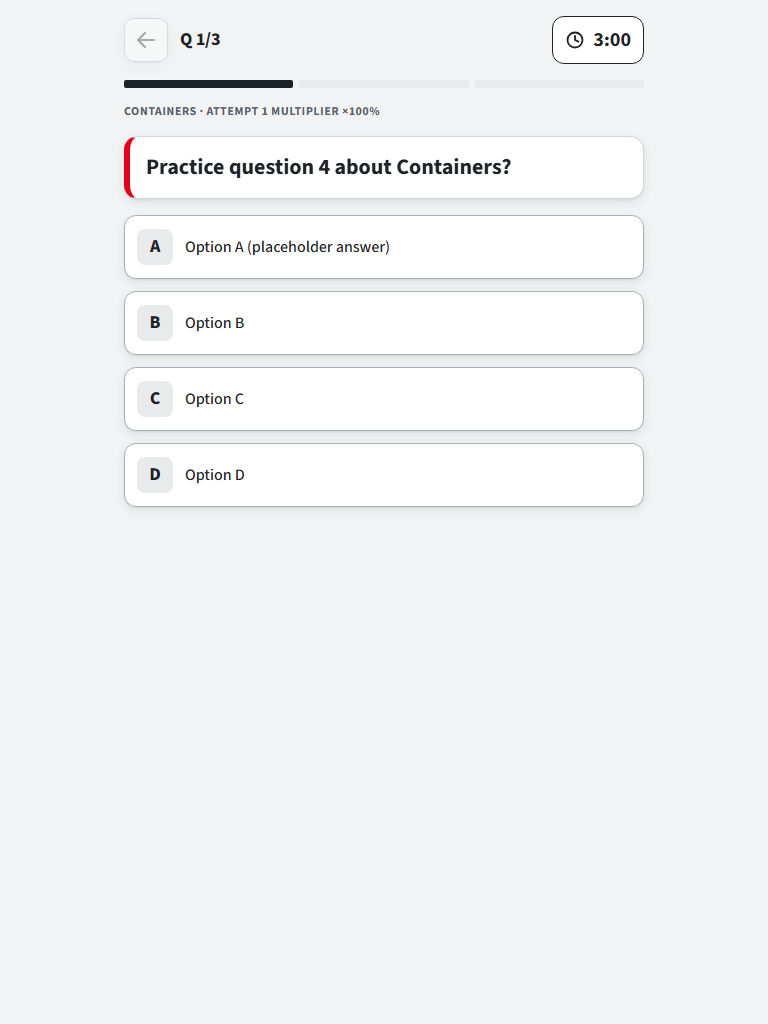 Q 1/3
3:00
CONTAINERS · ATTEMPT 1 MULTIPLIER ×100%
Practice question 4 about Containers?
A Option A (placeholder answer)
B Option B
C Option C
D Option D